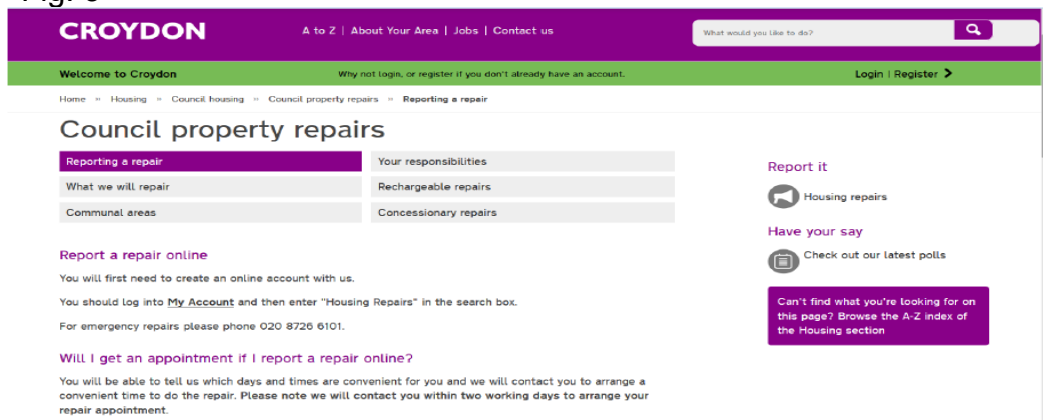 CROYDON
A to Z | About Your Area | Jobs | Contact us
What would you like to do?
Welcome to Croydon
Why not login, or register if you don't already have an account.
Login | Register >
Home » Housing » Council housing » Council property repairs » Reporting a repair
Council property repairs
Reporting a repair
Your responsibilities
What we will repair
Rechargeable repairs
Communal areas
Concessionary repairs
Report a repair online
You will first need to create an online account with us.
You should log into My Account and then enter "Housing Repairs" in the search box.
For emergency repairs please phone 020 8726 6101.
Will I get an appointment if I report a repair online?
You will be able to tell us which days and times are convenient for you and we will contact you to arrange a
convenient time to do the repair. Please note we will contact you within two working days to arrange your
repair appointment.
Report it
Housing repairs
Have your say
Check out our latest polls
Can't find what you're looking for on
this page? Browse the A-Z index of
the Housing section